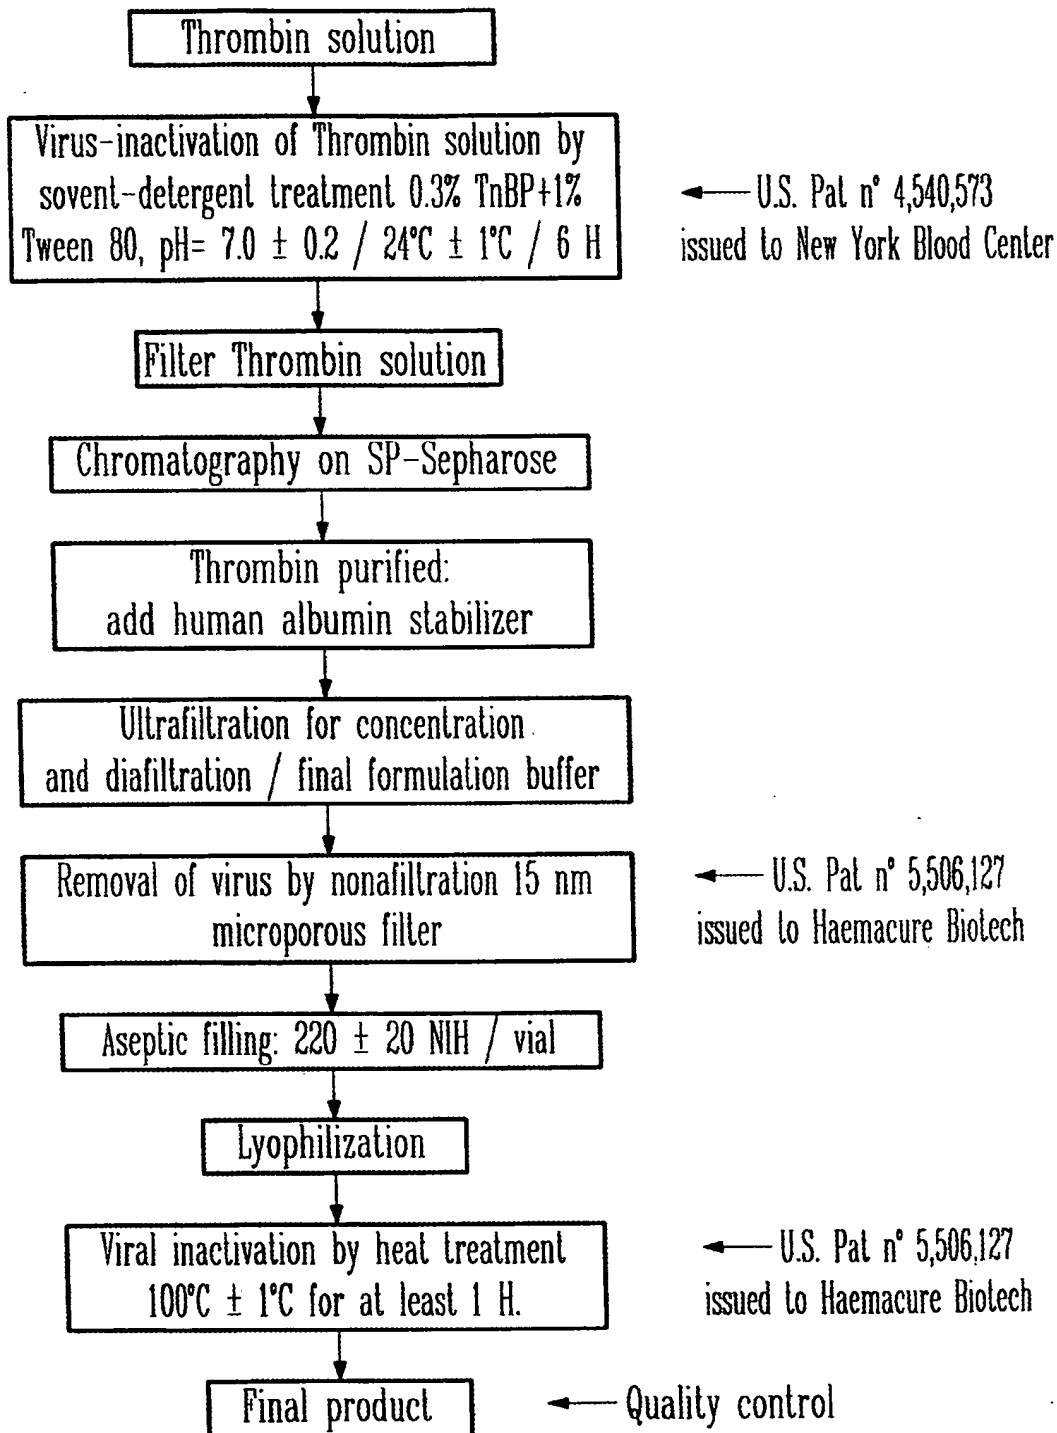 Thrombin solution
Virus-inactivation of Thrombin solution by
sovent-detergent treatment 0.3% TnBP+1%
Tween 80, pH= 7.0 ± 0.2 / 24°C ± 1°C / 6 H
U.S. Pat n° 4,540,573
issued to New York Blood Center
Filter Thrombin solution
Chromatography on SP-Sepharose
Thrombin purified:
add human albumin stabilizer
Ultrafiltration for concentration
and diafiltration / final formulation buffer
Removal of virus by nonafiltration 15 nm
microporous filter
U.S. Pat n° 5,506,127
issued to Haemacure Biotech
Aseptic filling: 220 ± 20 NIH / vial
Lyophilization
Viral inactivation by heat treatment
100°C ± 1°C for at least 1 H.
U.S. Pat n° 5,506,127
issued to Haemacure Biotech
Final product
Quality control